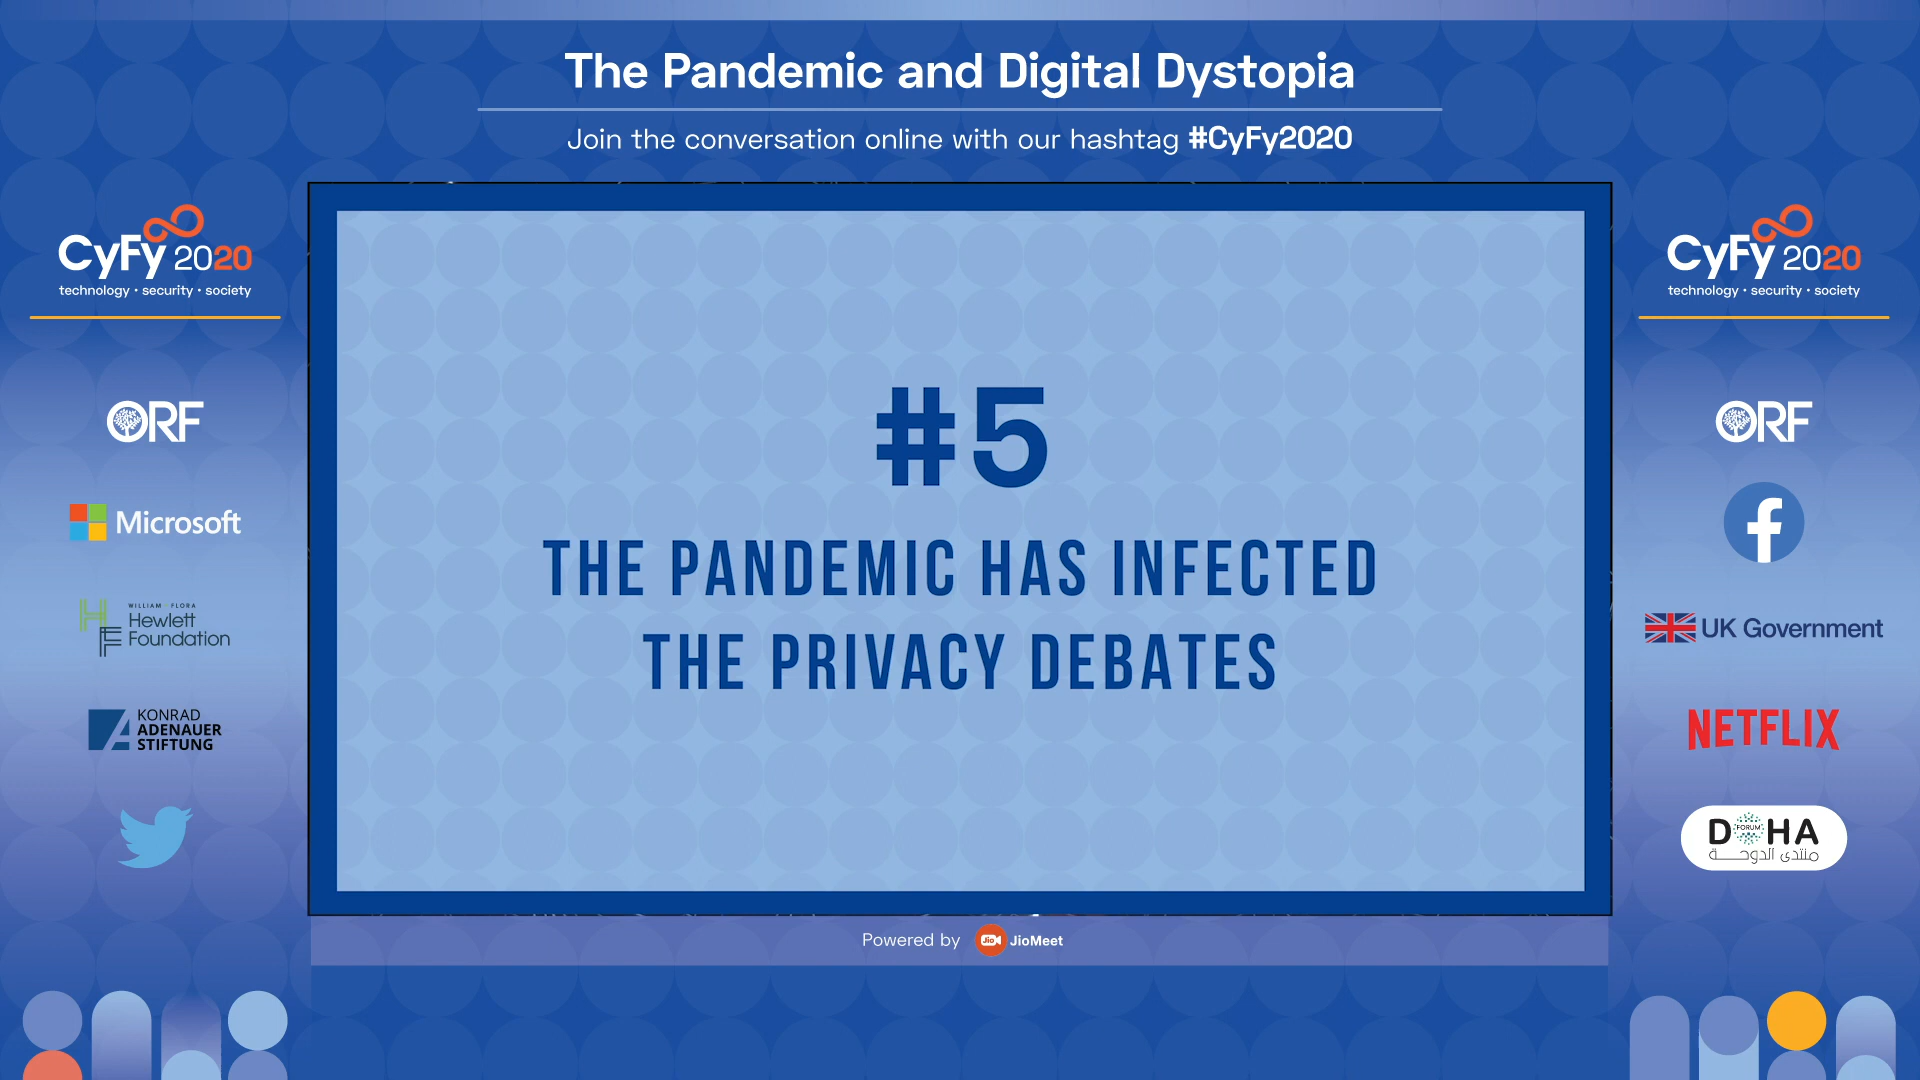 The Pandemic and Digital Dystopia
Join the conversation online with our hashtag #CyFy2020
CyFy 2020
technology • security • society
ORF
Microsoft
WILLIAM FLORA
Hewlett
Foundation
KONRAD
ADENAUER
STIFTUNG
#5
THE PANDEMIC HAS INFECTED
THE PRIVACY DEBATES
Powered by Jio JioMeet
CyFy 2020
technology • security • society
ORF
UK Government
NETFLIX
DOHA
FORUM
منتدى الدوحة